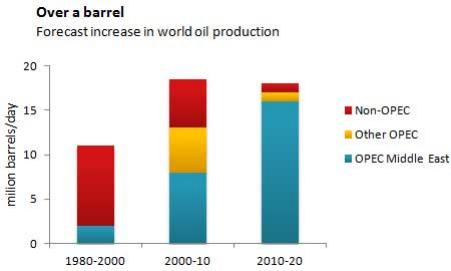 Over a barrel
Forecast increase in world oil production
milion barrels/day
20
15
10
5
0
1980-2000
2000-10
2010-20
Non-OPEC
Other OPEC
OPEC Middle East